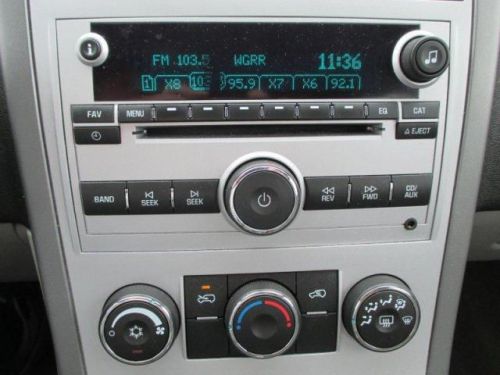 FM 103.5 WGRR 11:36
X8 103 95.9 X7 X6 92.1
FAV MENU EQ CAT
EJECT
BAND SEEK SEEK REV FWD CD/AUX